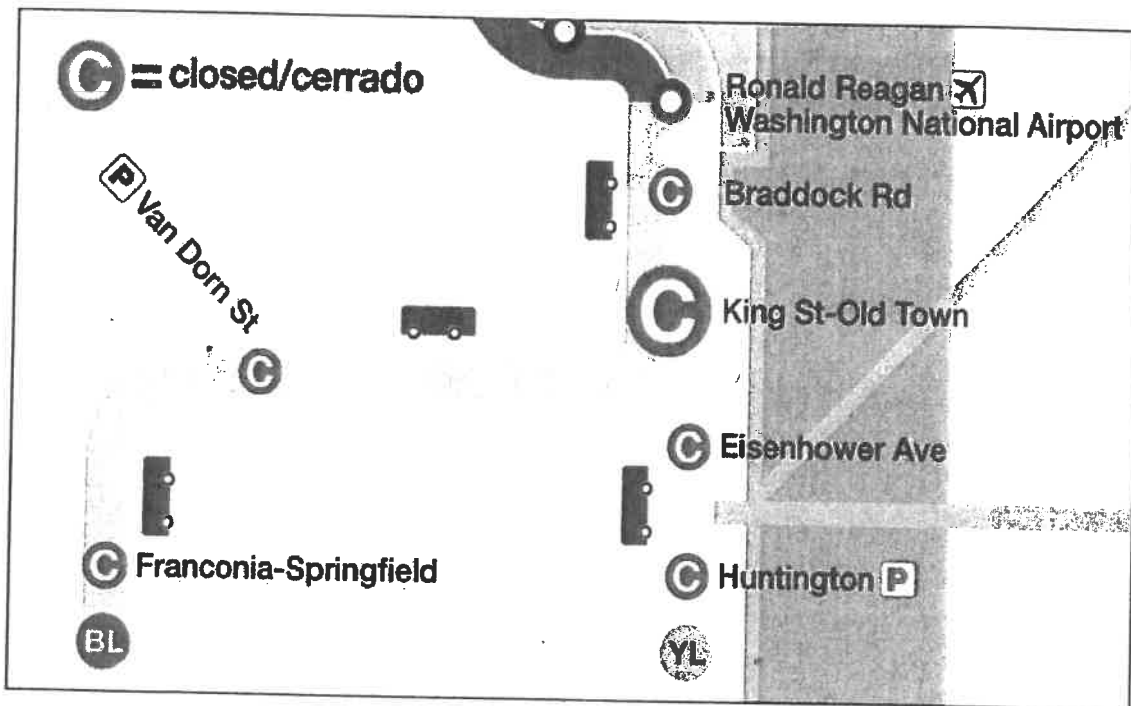 C = closed/cerrado
Ronald Reagan
Washington National Airport
P Van Dorn St
C Braddock Rd
C King St-Old Town
C
C Eisenhower Ave
C Franconia-Springfield
C Huntington P
BL
YL